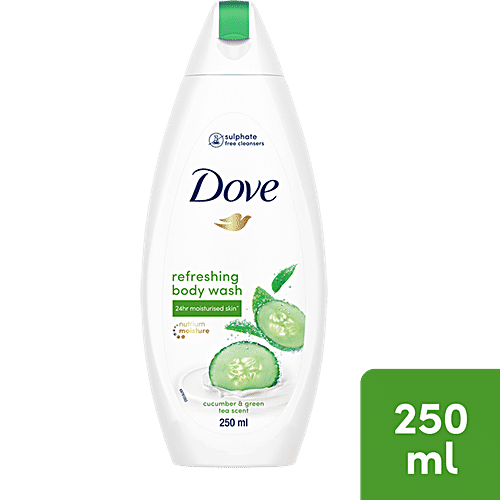 sulphate
free cleansers
Dove
refreshing
body wash
24hr moisturised skin
nutrium
moisture
cucumber & green
tea scent
250 ml
250
ml